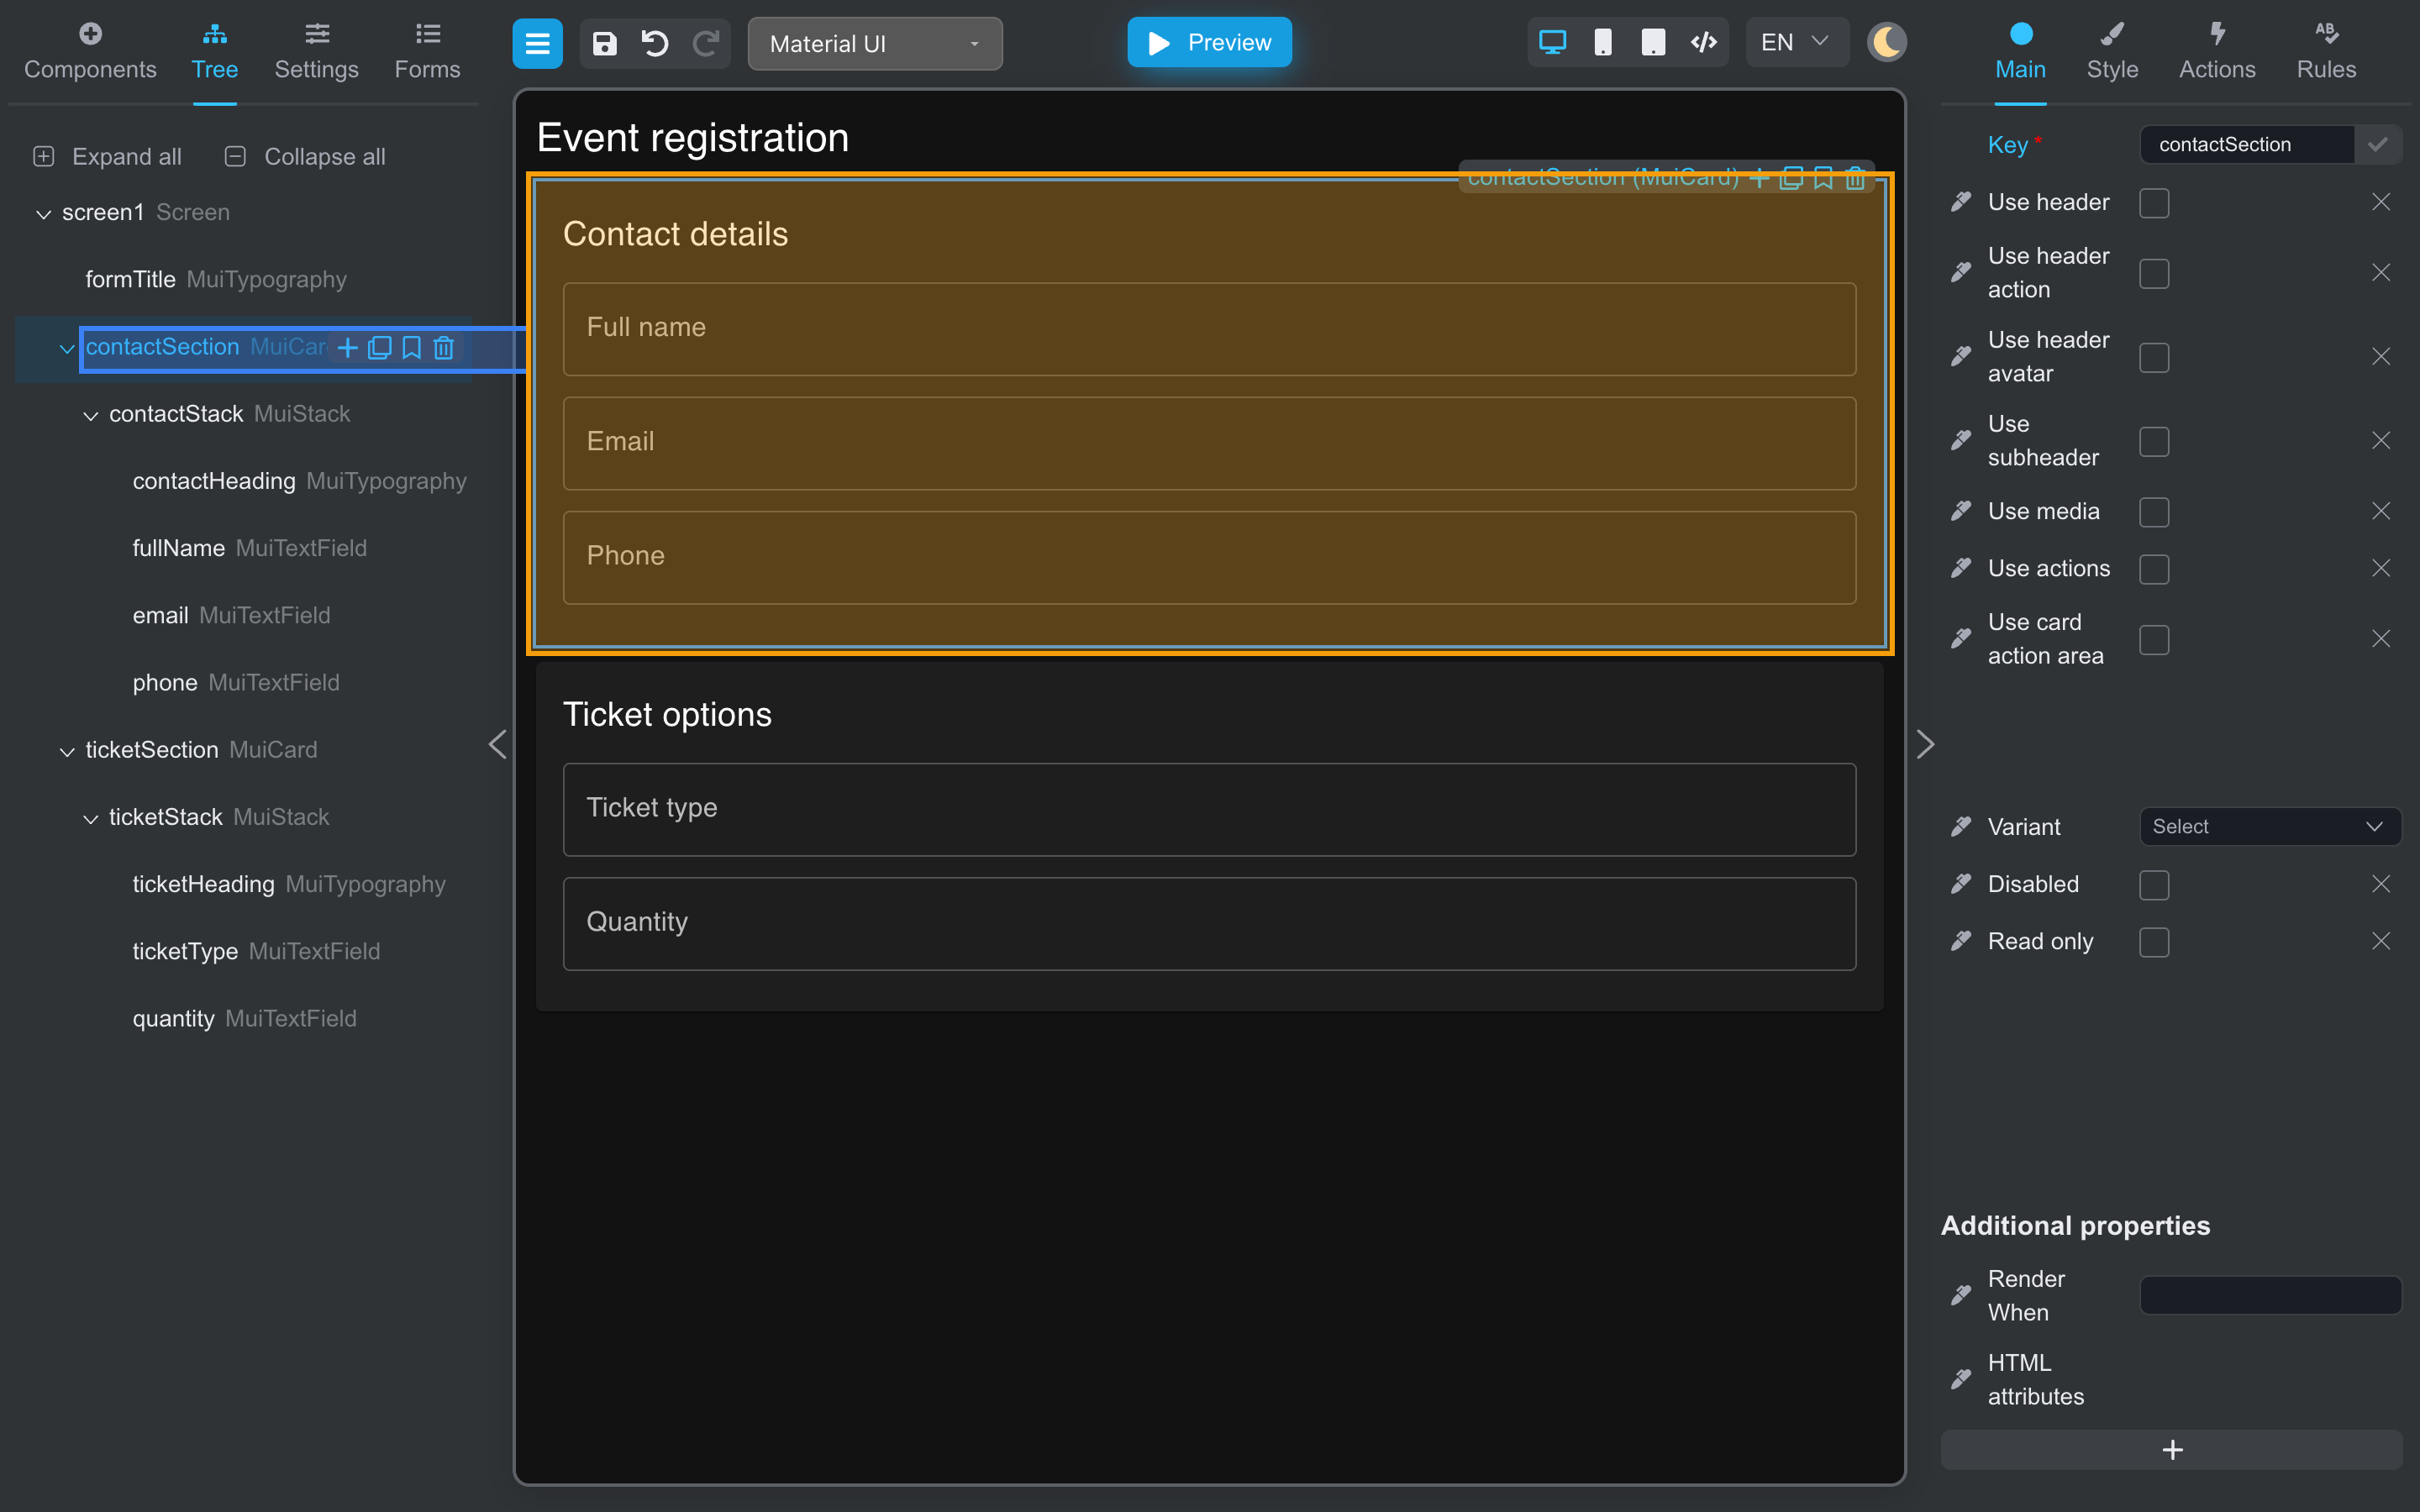 Components
Tree
Settings
Forms
Material UI
Preview
EN
Main
Style
Actions
Rules
Expand all
Collapse all
screen1 Screen
formTitle MuiTypography
contactSection MuiCar
contactStack MuiStack
contactHeading MuiTypography
fullName MuiTextField
email MuiTextField
phone MuiTextField
ticketSection MuiCard
ticketStack MuiStack
ticketHeading MuiTypography
ticketType MuiTextField
quantity MuiTextField
Event registration
contactSection (MuiCard)
Contact details
Full name
Email
Phone
Ticket options
Ticket type
Quantity
Key *
contactSection
Use header
Use header
action
Use header
avatar
Use
subheader
Use media
Use actions
Use card
action area
Variant
Select
Disabled
Read only
Additional properties
Render
When
HTML
attributes